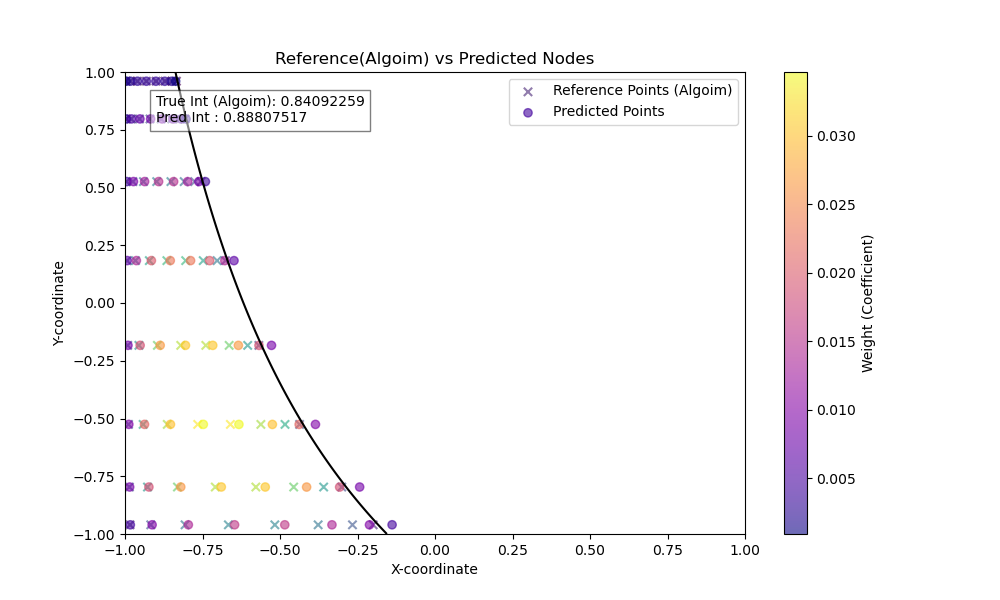 Reference(Algoim) vs Predicted Nodes
True Int (Algoim): 0.84092259
Pred Int : 0.88807517
Reference Points (Algoim)
Predicted Points
Y-coordinate
1.00
0.75
0.50
0.25
0.00
−0.25
−0.50
−0.75
−1.00
−1.00 −0.75 −0.50 −0.25 0.00 0.25 0.50 0.75 1.00
X-coordinate
0.030
0.025
0.020
0.015
0.010
0.005
Weight (Coefficient)